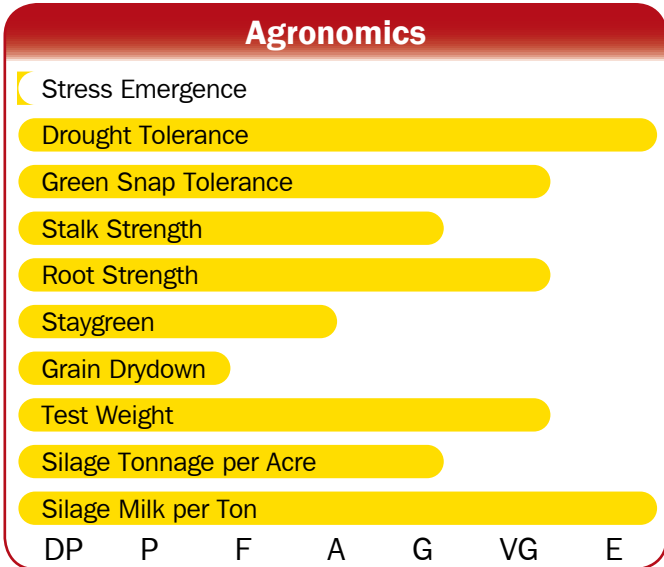 Agronomics
Stress Emergence
Drought Tolerance
Green Snap Tolerance
Stalk Strength
Root Strength
Staygreen
Grain Drydown
Test Weight
Silage Tonnage per Acre
Silage Milk per Ton
DP P F A G VG E